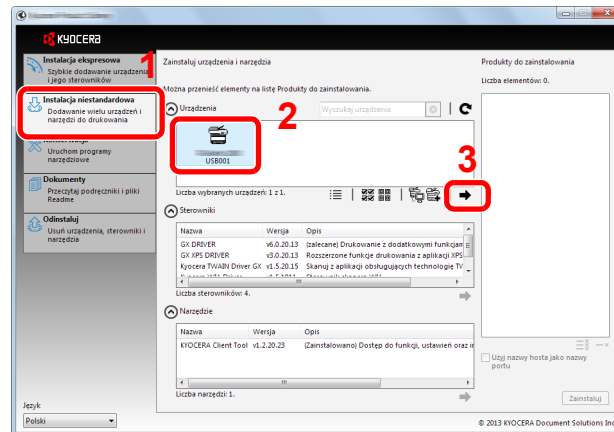 KYOCERA
1
Instalacja ekspresowa
Szybkie dodawanie urządzenia
i jego sterowników
Instalacja niestandardowa
Dodawanie wielu urządzeń i
narzędzi do drukowania
Uruchom programy
narzędziowe
Dokumenty
Przeczytaj podręczniki i pliki
Readme
Odinstaluj
Usuń urządzenia, sterowniki i
narzędzia
Język
Polski
Zainstaluj urządzenia i narzędzia
Można przenieść elementy na listę Produkty do zainstalowania.
Urządzenia
Wyszukaj urządzenia
2
USB001
3
Liczba wybranych urządzeń: 1 z 1.
Sterowniki
Nazwa Wersja Opis
GX DRIVER v6.0.20.13 (zalecane) Drukowanie z dodatkowymi funkcjam
GX XPS DRIVER v3.0.20.13 Rozszerzone funkcje drukowania z aplikacji XPS
Kyocera TWAIN Driver GX v1.5.20.15 Skanuj z aplikacji obsługujących technologię TV
Liczba sterowników: 4.
Narzędzie
Nazwa Wersja Opis
KYOCERA Client Tool v1.2.20.23 (Zainstalowano) Dostęp do funkcji, ustawień oraz in
Liczba narzędzi: 1.
Produkty do zainstalowania
Liczba elementów: 0.
Użyj nazwy hosta jako nazwy
portu
Zainstaluj
© 2013 KYOCERA Document Solutions Inc.